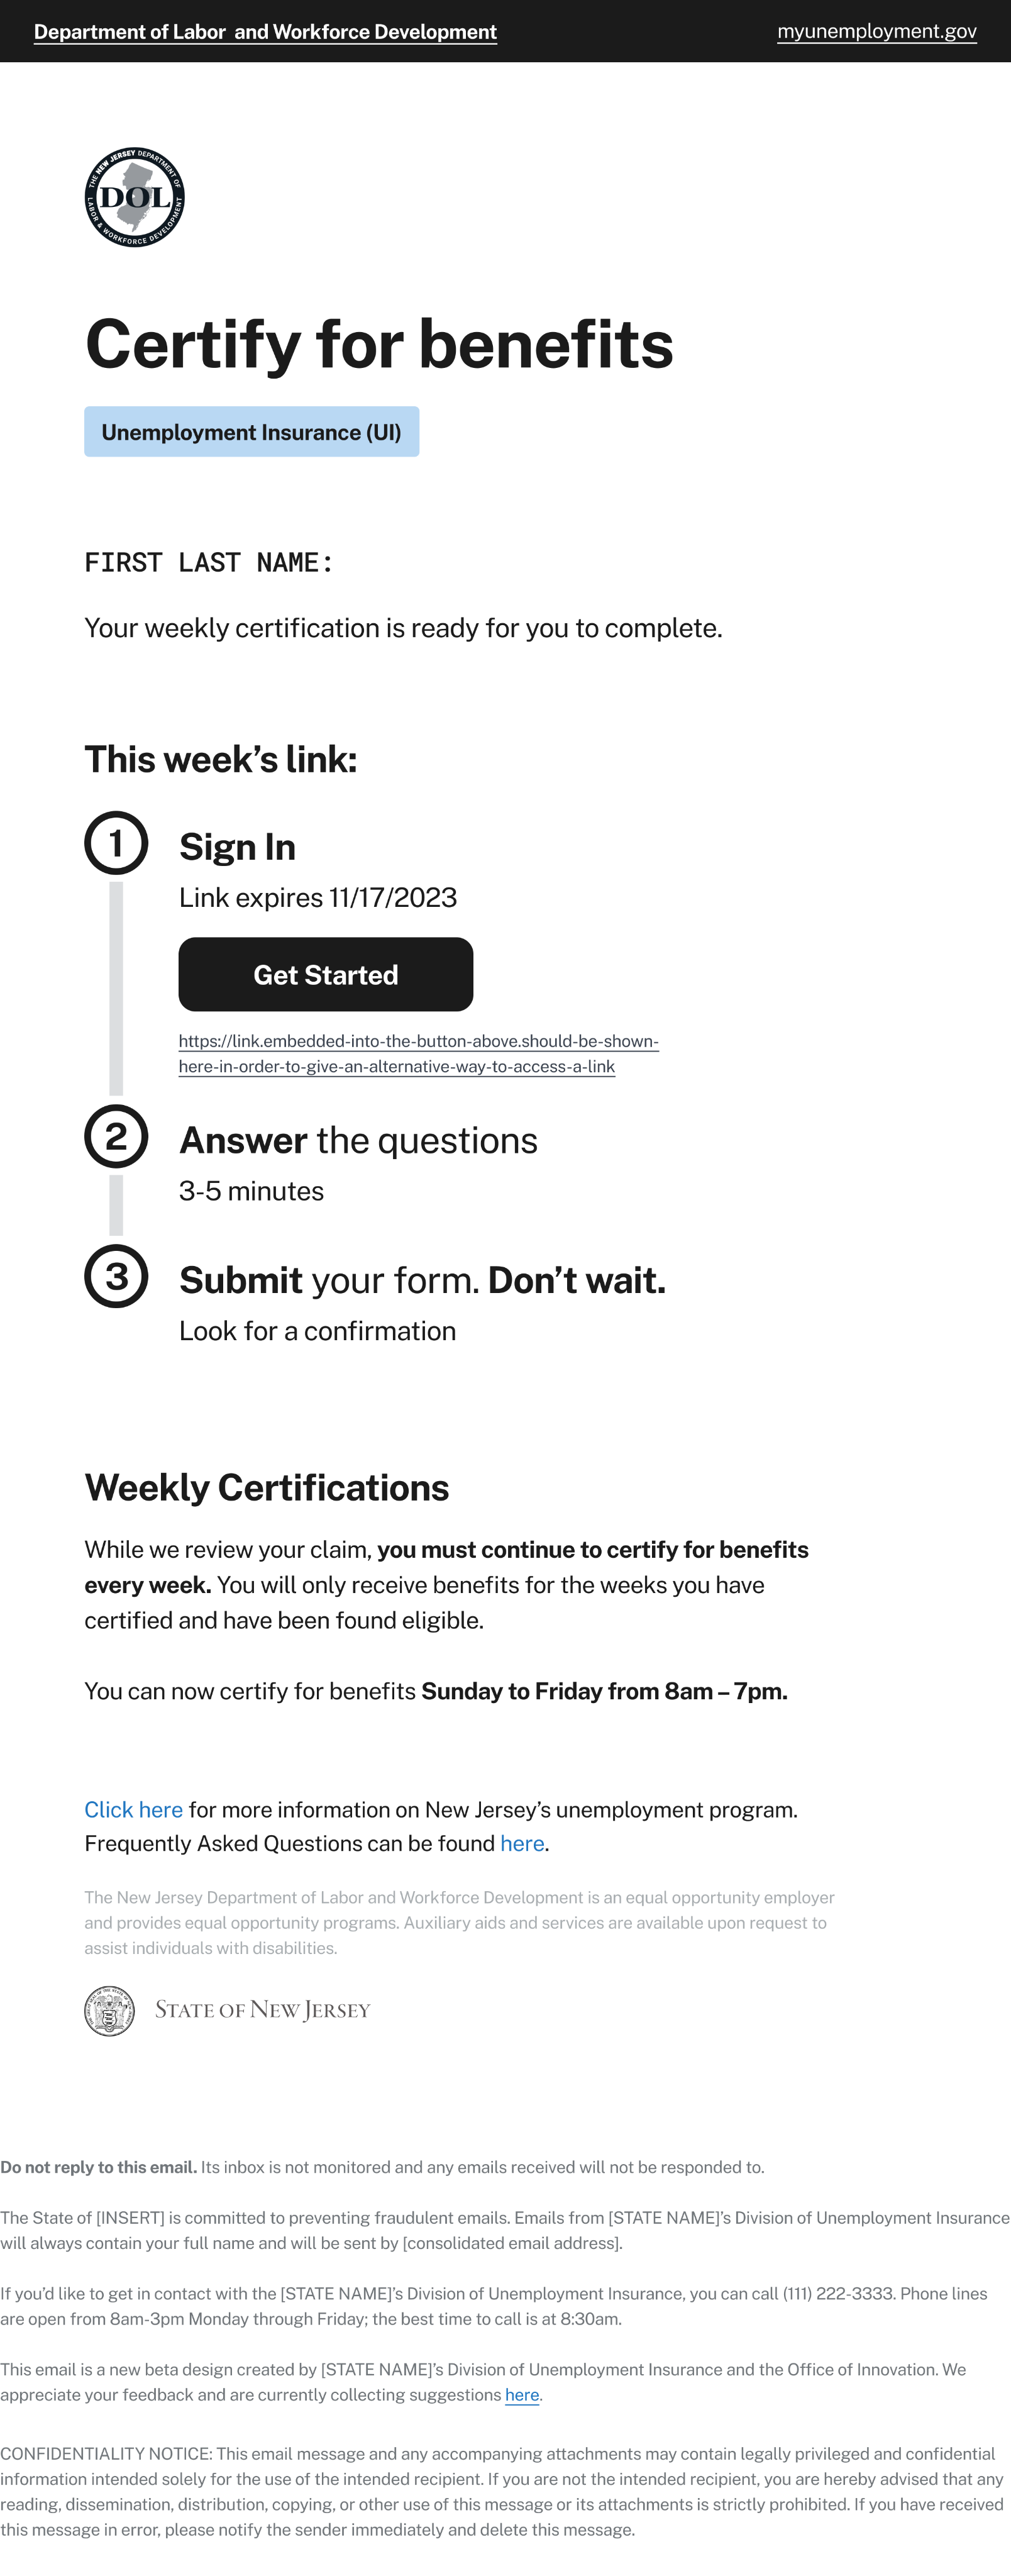 Department of Labor  and Workforce Development
myunemployment.gov
THE NEW JERSEY DEPARTMENT OF
DOL
LABOR & WORKFORCE DEVELOPMENT
Certify for benefits
Unemployment Insurance (UI)
FIRST LAST NAME:
Your weekly certification is ready for you to complete.
This week’s link:
1
Sign In
Link expires 11/17/2023
Get Started
https://link.embedded-into-the-button-above.should-be-shown-
here-in-order-to-give-an-alternative-way-to-access-a-link
2
Answer the questions
3-5 minutes
3
Submit your form. Don’t wait.
Look for a confirmation
Weekly Certifications
While we review your claim, you must continue to certify for benefits
every week. You will only receive benefits for the weeks you have
certified and have been found eligible.
You can now certify for benefits Sunday to Friday from 8am – 7pm.
Click here for more information on New Jersey’s unemployment program.
Frequently Asked Questions can be found here.
The New Jersey Department of Labor and Workforce Development is an equal opportunity employer
and provides equal opportunity programs. Auxiliary aids and services are available upon request to
assist individuals with disabilities.
STATE OF NEW JERSEY
Do not reply to this email. Its inbox is not monitored and any emails received will not be responded to.
The State of [INSERT] is committed to preventing fraudulent emails. Emails from [STATE NAME]’s Division of Unemployment Insurance
will always contain your full name and will be sent by [consolidated email address].
If you’d like to get in contact with the [STATE NAME]’s Division of Unemployment Insurance, you can call (111) 222-3333. Phone lines
are open from 8am-3pm Monday through Friday; the best time to call is at 8:30am.
This email is a new beta design created by [STATE NAME]’s Division of Unemployment Insurance and the Office of Innovation. We
appreciate your feedback and are currently collecting suggestions here.
CONFIDENTIALITY NOTICE: This email message and any accompanying attachments may contain legally privileged and confidential
information intended solely for the use of the intended recipient. If you are not the intended recipient, you are hereby advised that any
reading, dissemination, distribution, copying, or other use of this message or its attachments is strictly prohibited. If you have received
this message in error, please notify the sender immediately and delete this message.